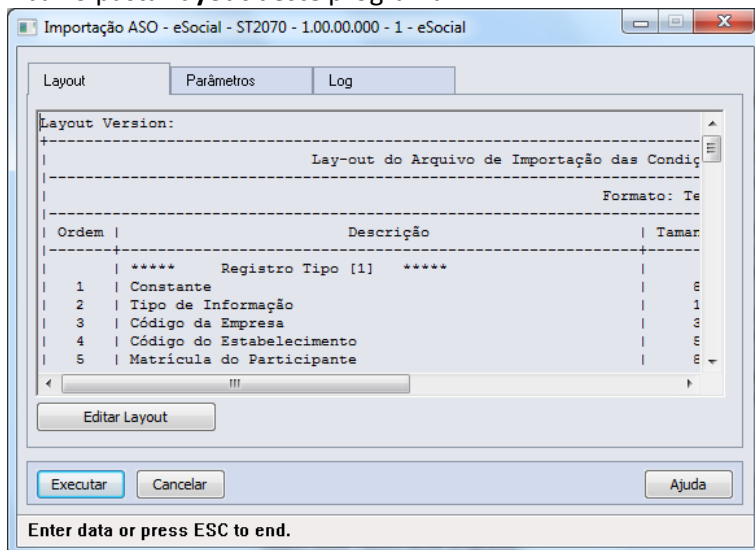 Importação ASO - eSocial - ST2070 - 1.00.00.000 - 1 - eSocial
Layout Parâmetros Log
Layout Version:
Lay-out do Arquivo de Importação das
Formato:
Ordem | Descrição |
***** Registro Tipo [1] *****
1 | Constante |
2 | Tipo de Informação | 1
3 | Código da Empresa | 3
4 | Código do Estabelecimento |
5 | Matrícula do Participante |
Editar Layout
Executar Cancelar Ajuda
Enter data or press ESC to end.